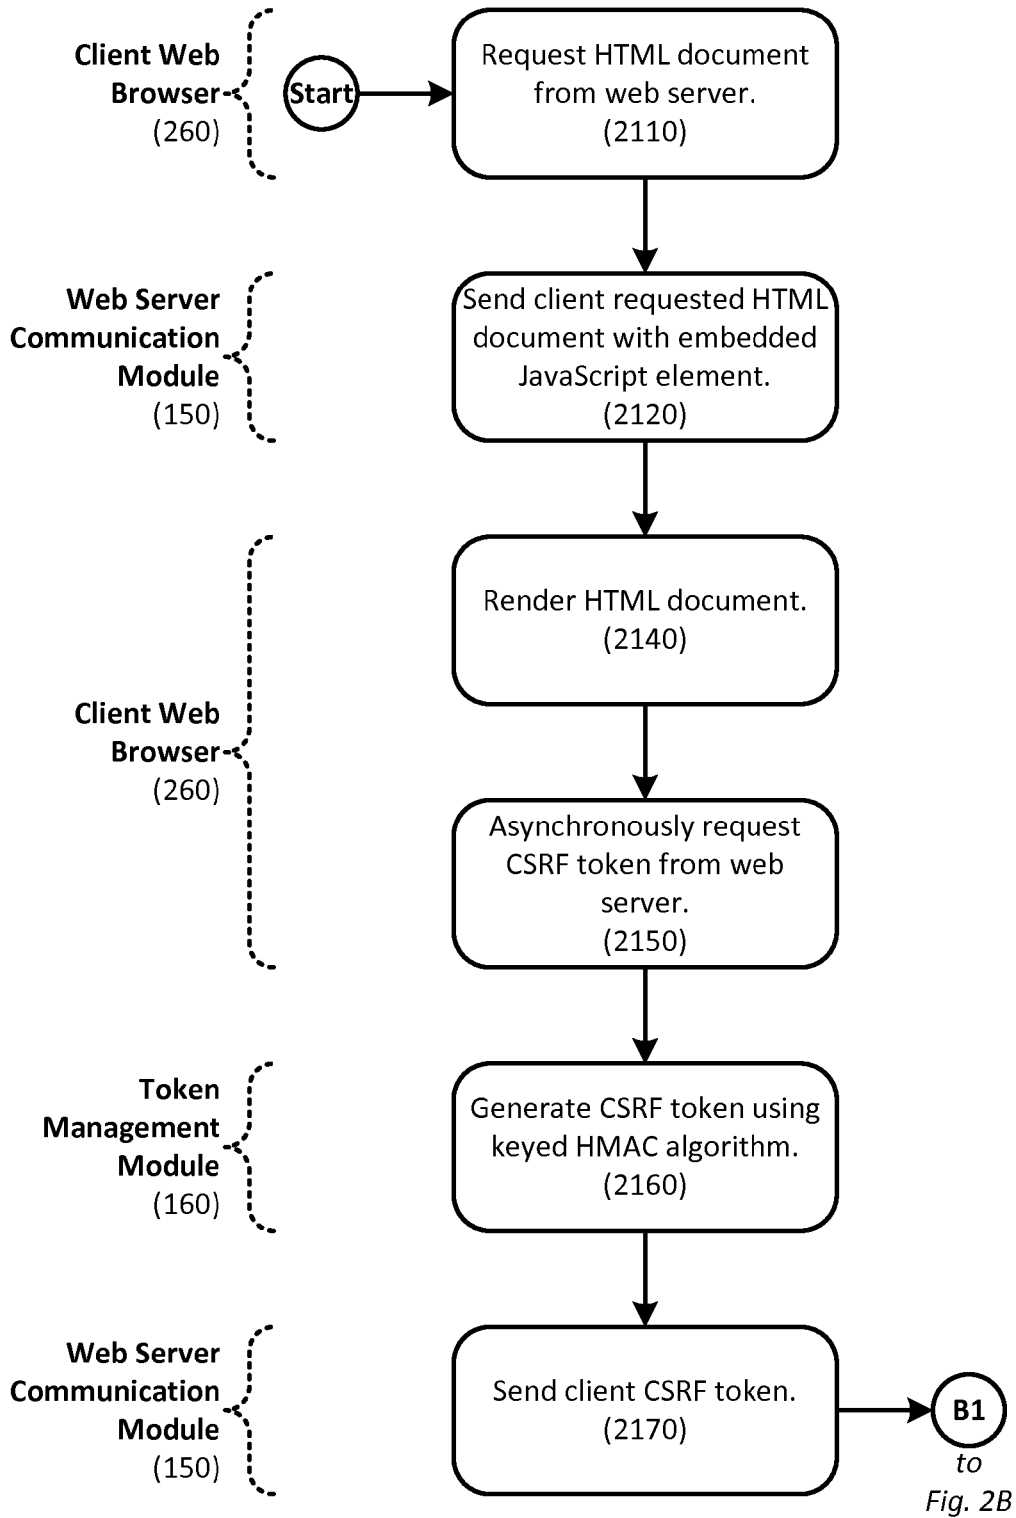 Client Web
Browser
(260)
Start
Request HTML document
from web server.
(2110)
Web Server
Communication
Module
(150)
Send client requested HTML
document with embedded
JavaScript element.
(2120)
Client Web
Browser
(260)
Render HTML document.
(2140)
Asynchronously request
CSRF token from web
server.
(2150)
Token
Management
Module
(160)
Generate CSRF token using
keyed HMAC algorithm.
(2160)
Web Server
Communication
Module
(150)
Send client CSRF token.
(2170)
B1
to
Fig. 2B